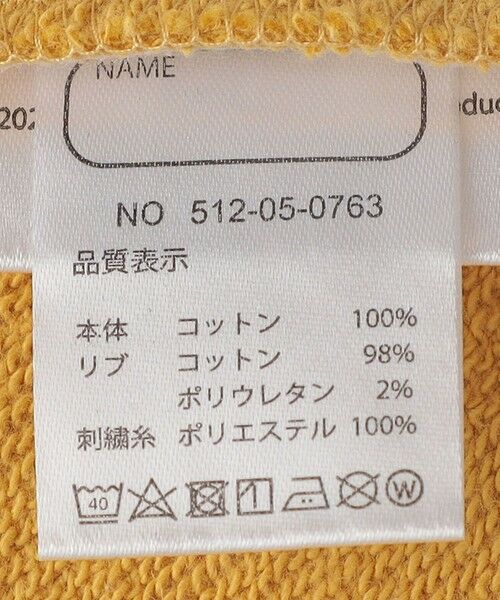 NAME
202
educ
NO 512-05-0763
品質表示
本体 コットン 100%
リブ コットン 98%
ポリウレタン 2%
刺繍糸 ポリエステル 100%
40 W